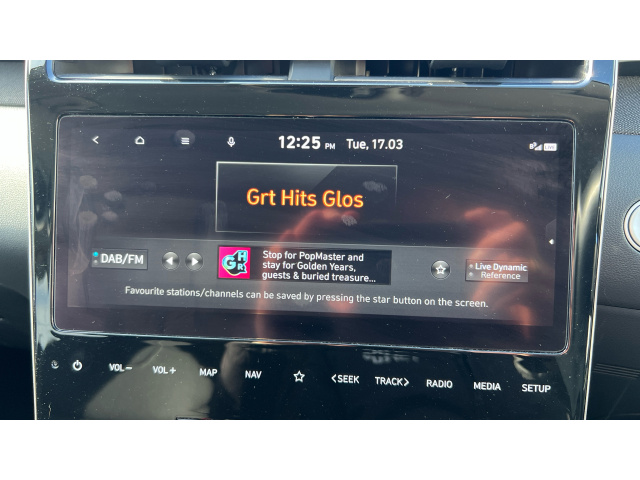 12:25 PM Tue, 17.03
LIVE
Grt Hits Glos
DAB/FM
GHR
Stop for PopMaster and
stay for Golden Years,
guests & buried treasure...
Live Dynamic
Reference
Favourite stations/channels can be saved by pressing the star button on the screen.
VOL− VOL+ MAP NAV <SEEK TRACK> RADIO MEDIA SETUP